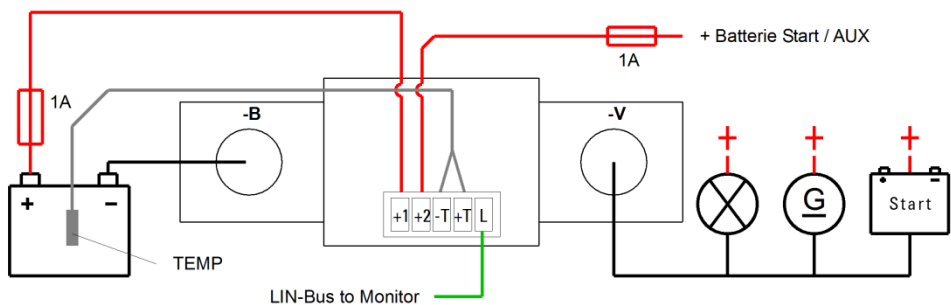 + Batterie Start / AUX
1A
1A
-B
-V
+ + +
+ -
+1 +2 -T +T L
G
+ -
Start
TEMP
LIN-Bus to Monitor